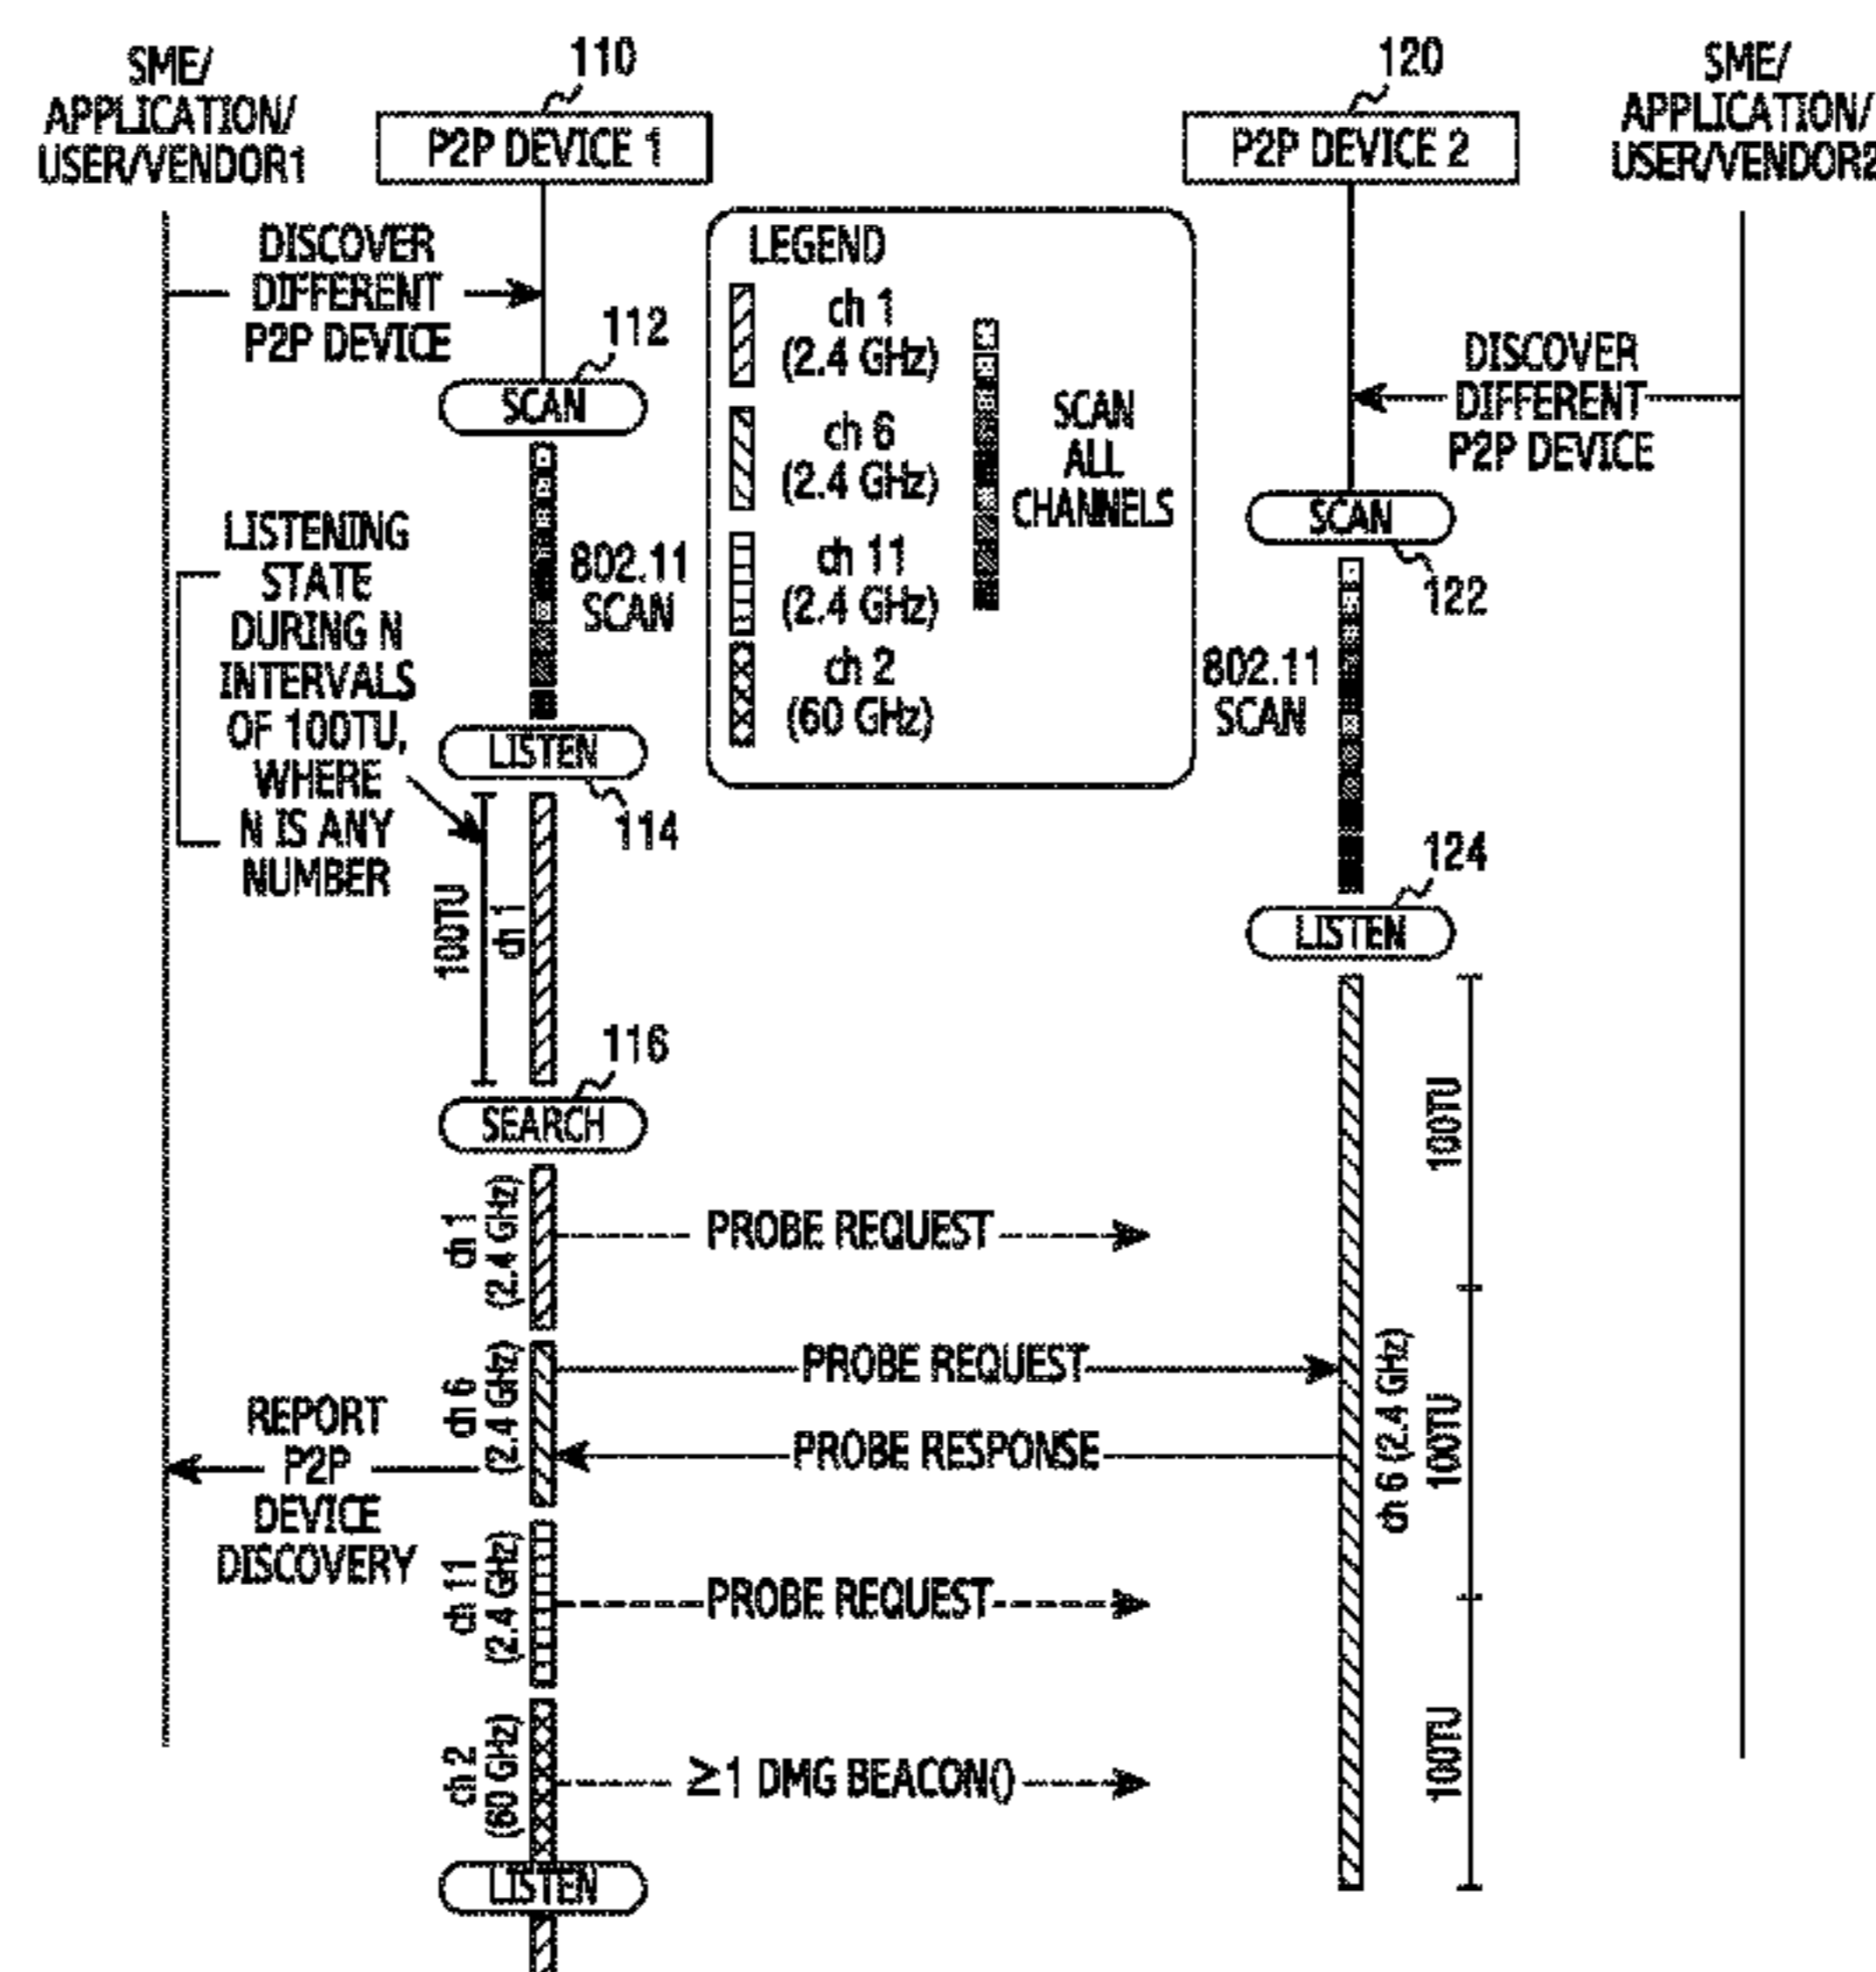 SME/
APPLICATION/
USER/VENDOR1
110
P2P DEVICE 1
120
P2P DEVICE 2
SME/
APPLICATION/
USER/VENDOR2
DISCOVER
DIFFERENT
P2P DEVICE
112
SCAN
802.11
SCAN
LEGEND
ch 1
(2.4 GHz)
ch 6
(2.4 GHz)
ch 11
(2.4 GHz)
ch 2
(60 GHz)
SCAN
ALL
CHANNELS
DISCOVER
DIFFERENT
P2P DEVICE
SCAN
122
802.11
SCAN
LISTENING
STATE
DURING N
INTERVALS
OF 100TU,
WHERE
N IS ANY
NUMBER
LISTEN
114
100TU
ch 1
124
LISTEN
116
SEARCH
100TU
ch 1
(2.4 GHz)
PROBE REQUEST
ch 6
(2.4 GHz)
PROBE REQUEST
PROBE RESPONSE
ch 6 (2.4 GHz)
100TU
REPORT
P2P
DEVICE
DISCOVERY
ch 11
(2.4 GHz)
PROBE REQUEST
ch 2
(60 GHz)
≥1 DMG BEACON()
100TU
LISTEN